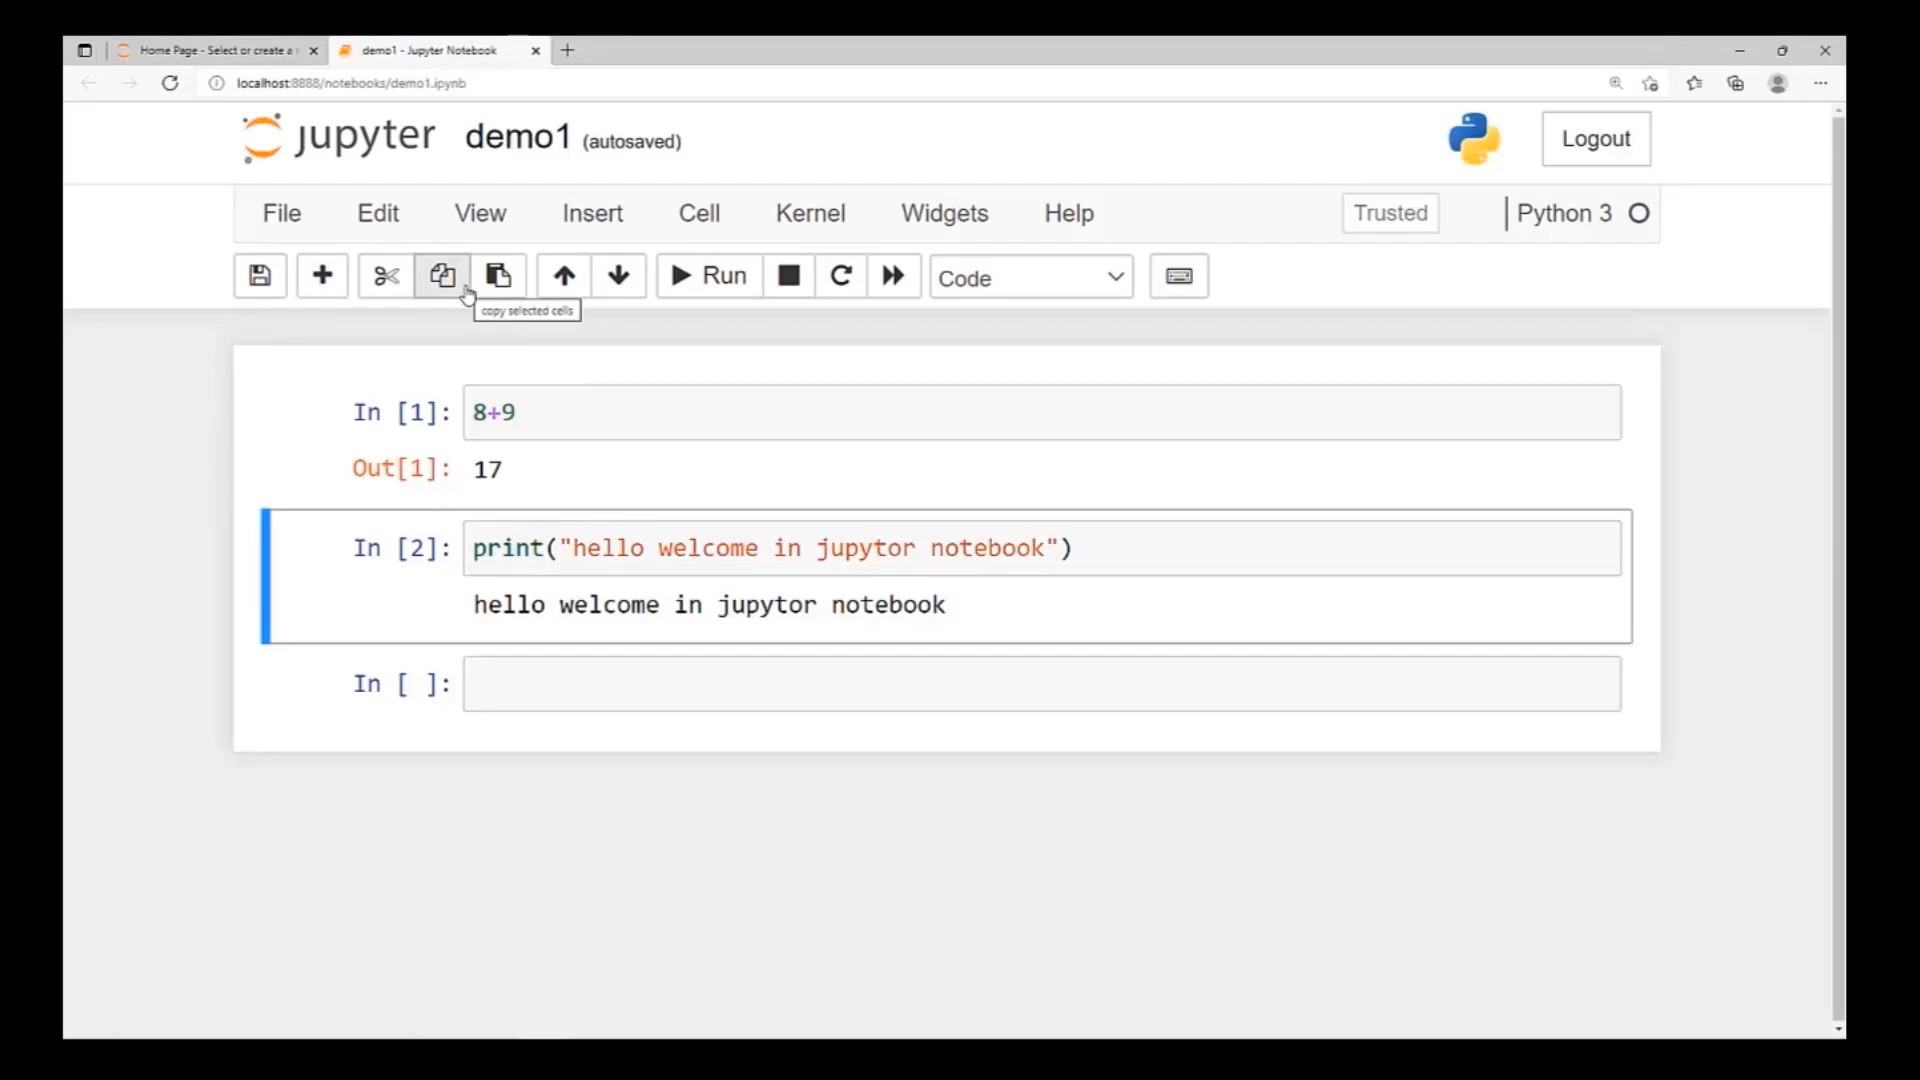 Home Page - Select or create a
demo1 - Jupyter Notebook
localhost:8888/notebooks/demo1.ipynb
jupyter demo1 (autosaved)
Logout
File Edit View Insert Cell Kernel Widgets Help Trusted Python 3
Run Code
copy selected cells
In [1]: 8+9
Out[1]: 17
In [2]: print("hello welcome in jupytor notebook")
hello welcome in jupytor notebook
In [ ]: